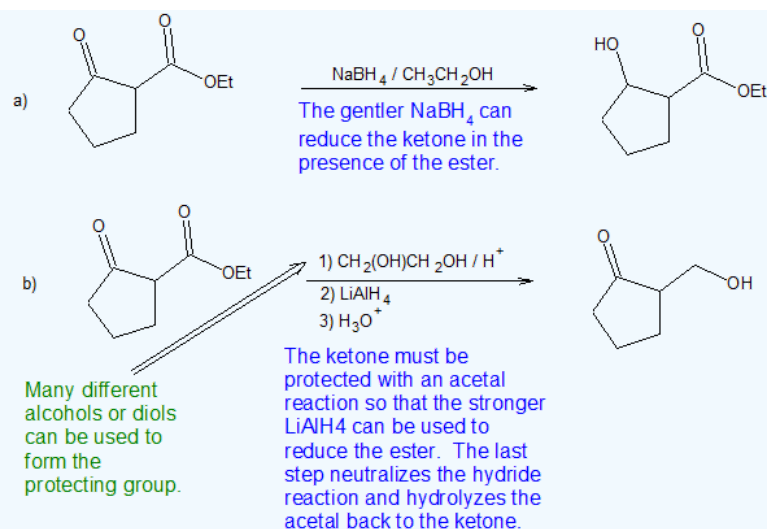 O
O
OEt
a)
NaBH4 / CH3CH2OH
The gentler NaBH4 can
reduce the ketone in the
presence of the ester.
HO
O
OEt
b)
O
O
OEt
1) CH2(OH)CH2OH / H+
2) LiAlH4
3) H3O+
O
OH
Many different
alcohols or diols
can be used to
form the
protecting group.
The ketone must be
protected with an acetal
reaction so that the stronger
LiAlH4 can be used to
reduce the ester. The last
step neutralizes the hydride
reaction and hydrolyzes the
acetal back to the ketone.